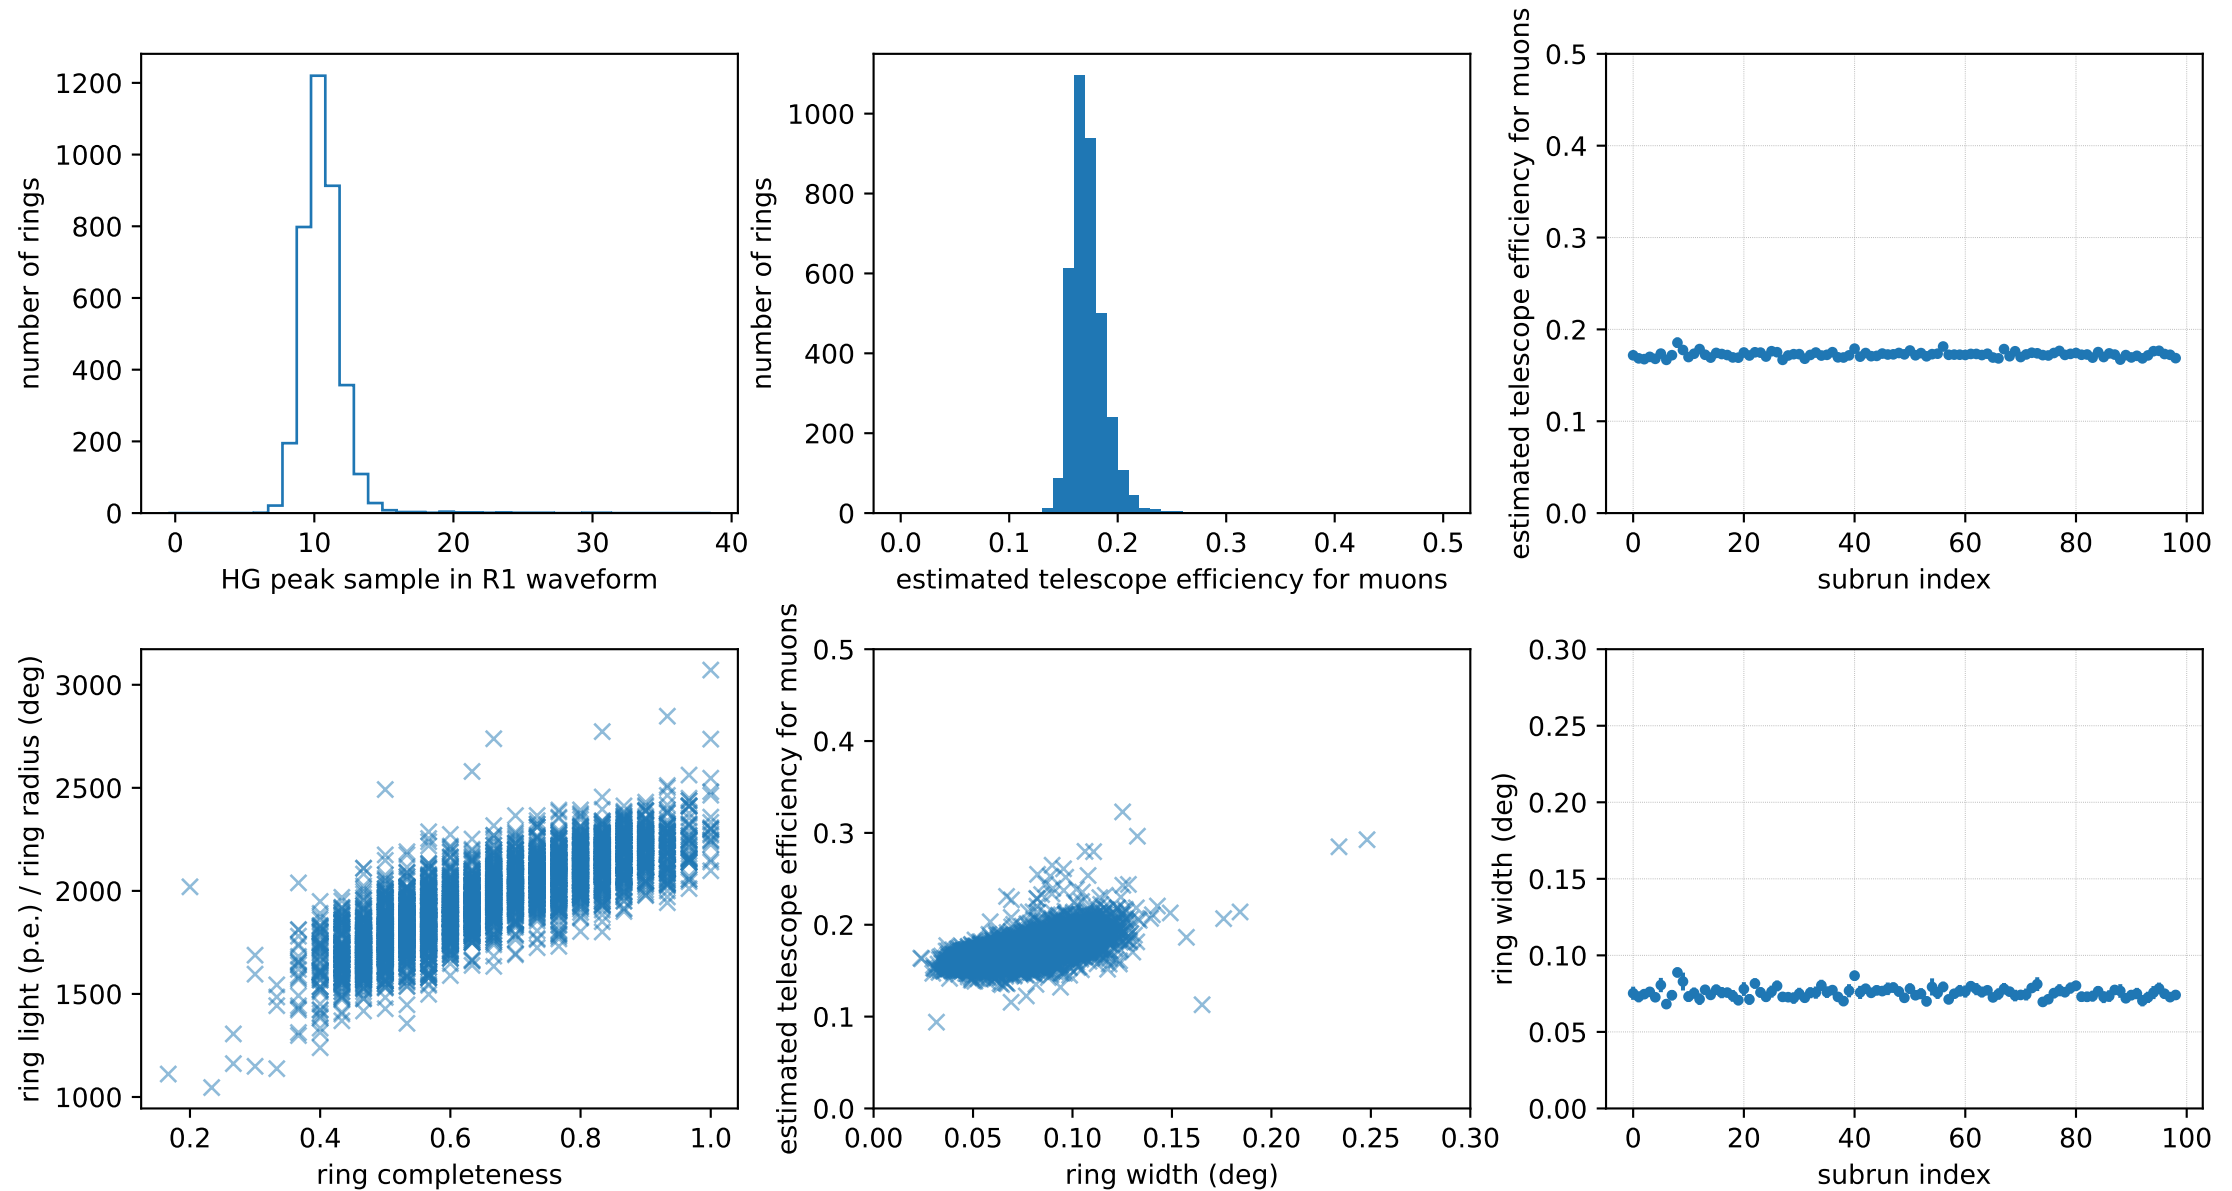 number of rings
1200
1000
800
600
400
200
0
0 10 20 30 40
HG peak sample in R1 waveform
number of rings
1000
800
600
400
200
0
0.0 0.1 0.2 0.3 0.4 0.5
estimated telescope efficiency for muons
estimated telescope efficiency for muons
0.5
0.4
0.3
0.2
0.1
0.0
0 20 40 60 80 100
subrun index
ring light (p.e.) / ring radius (deg)
3000
2500
2000
1500
1000
0.2 0.4 0.6 0.8 1.0
ring completeness
estimated telescope efficiency for muons
0.5
0.4
0.3
0.2
0.1
0.0
0.00 0.05 0.10 0.15 0.20 0.25 0.30
ring width (deg)
ring width (deg)
0.30
0.25
0.20
0.15
0.10
0.05
0.00
0 20 40 60 80 100
subrun index